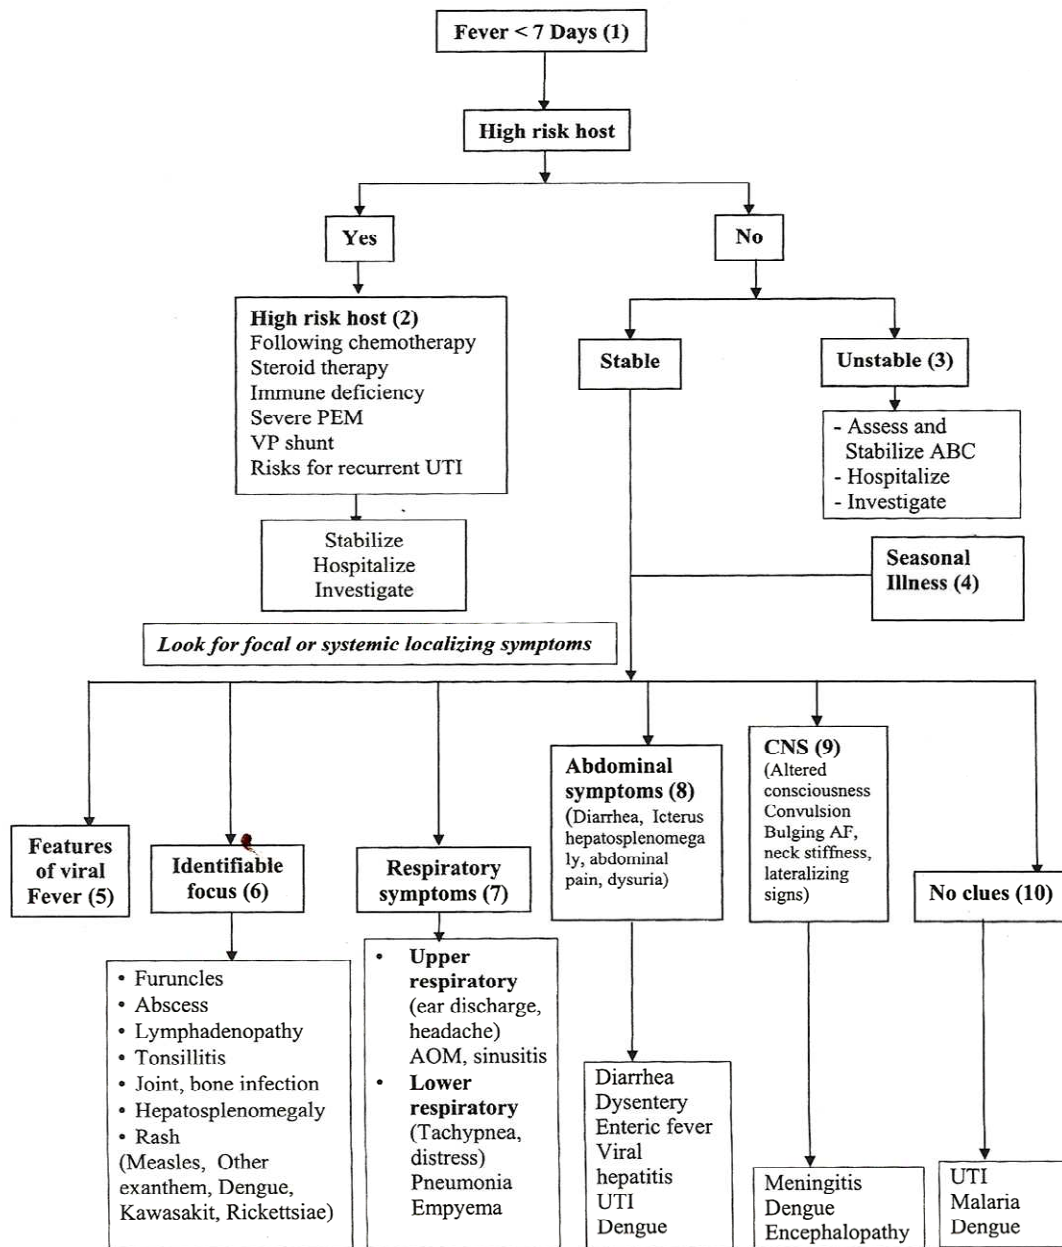 Fever < 7 Days (1)
High risk host
Yes
No
High risk host (2)
Following chemotherapy
Steroid therapy
Immune deficiency
Severe PEM
VP shunt
Risks for recurrent UTI
Stable
Unstable (3)
- Assess and
Stabilize ABC
- Hospitalize
- Investigate
Stabilize
Hospitalize
Investigate
Seasonal
Illness (4)
Look for focal or systemic localizing symptoms
Features
of viral
Fever (5)
Identifiable
focus (6)
Respiratory
symptoms (7)
Abdominal
symptoms (8)
(Diarrhea, Icterus
hepatosplenomega
ly, abdominal
pain, dysuria)
CNS (9)
(Altered
consciousness
Convulsion
Bulging AF,
neck stiffness,
lateralizing
signs)
No clues (10)
• Furuncles
• Abscess
• Lymphadenopathy
• Tonsillitis
• Joint, bone infection
• Hepatosplenomegaly
• Rash
(Measles, Other
exanthem, Dengue,
Kawasakit, Rickettsiae)
• Upper
respiratory
(ear discharge,
headache)
AOM, sinusitis
• Lower
respiratory
(Tachypnea,
distress)
Pneumonia
Empyema
Diarrhea
Dysentery
Enteric fever
Viral
hepatitis
UTI
Dengue
Meningitis
Dengue
Encephalopathy
UTI
Malaria
Dengue